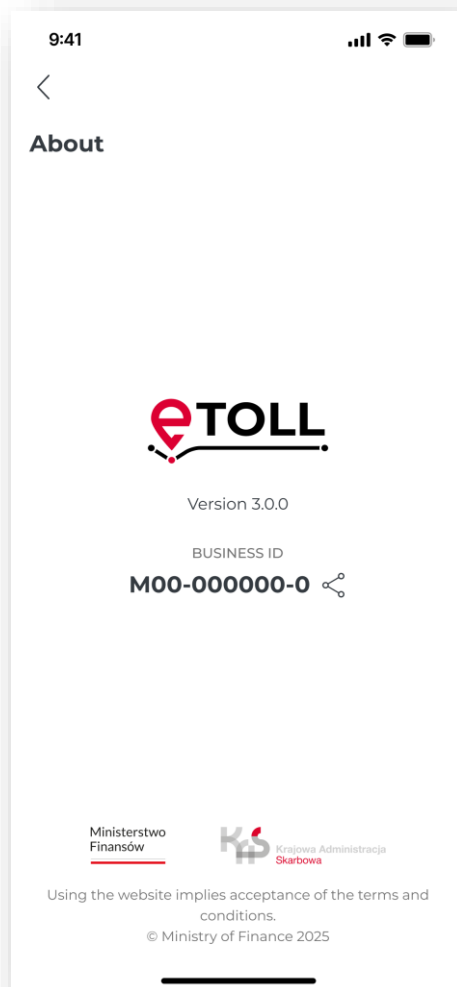 9:41
About
eTOLL
Version 3.0.0
BUSINESS ID
M00-000000-0
Ministerstwo
Finansów
KAS
Krajowa Administracja
Skarbowa
Using the website implies acceptance of the terms and
conditions.
© Ministry of Finance 2025